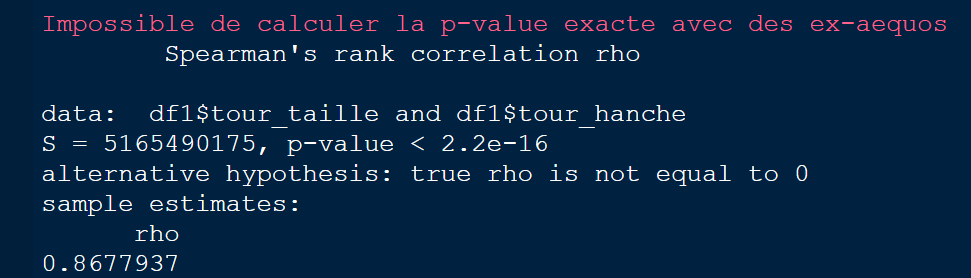 Impossible de calculer la p-value exacte avec des ex-aequos
Spearman's rank correlation rho
data:  df1$tour_taille and df1$tour_hanche
S = 5165490175, p-value < 2.2e-16
alternative hypothesis: true rho is not equal to 0
sample estimates:
rho
0.8677937